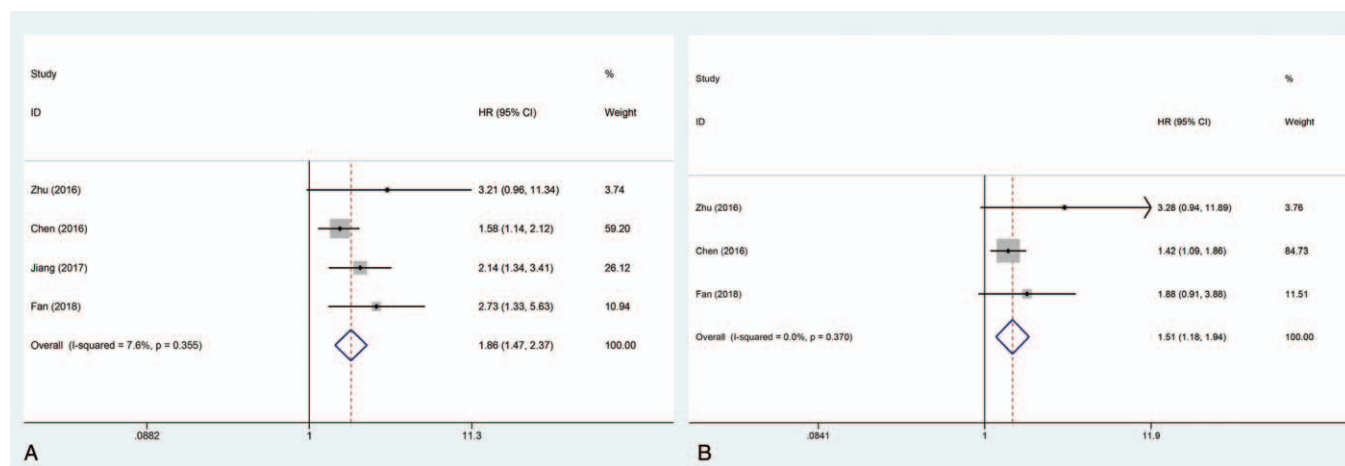 Study %
ID HR (95% CI) Weight
Zhu (2016) 3.21 (0.96, 11.34) 3.74
Chen (2016) 1.58 (1.14, 2.12) 59.20
Jiang (2017) 2.14 (1.34, 3.41) 26.12
Fan (2018) 2.73 (1.33, 5.63) 10.94
Overall (I-squared = 7.6%, p = 0.355) 1.86 (1.47, 2.37) 100.00
.0882 1 11.3
A
Study %
ID HR (95% CI) Weight
Zhu (2016) 3.28 (0.94, 11.89) 3.76
Chen (2016) 1.42 (1.09, 1.86) 84.73
Fan (2018) 1.88 (0.91, 3.88) 11.51
Overall (I-squared = 0.0%, p = 0.370) 1.51 (1.18, 1.94) 100.00
.0841 1 11.9
B